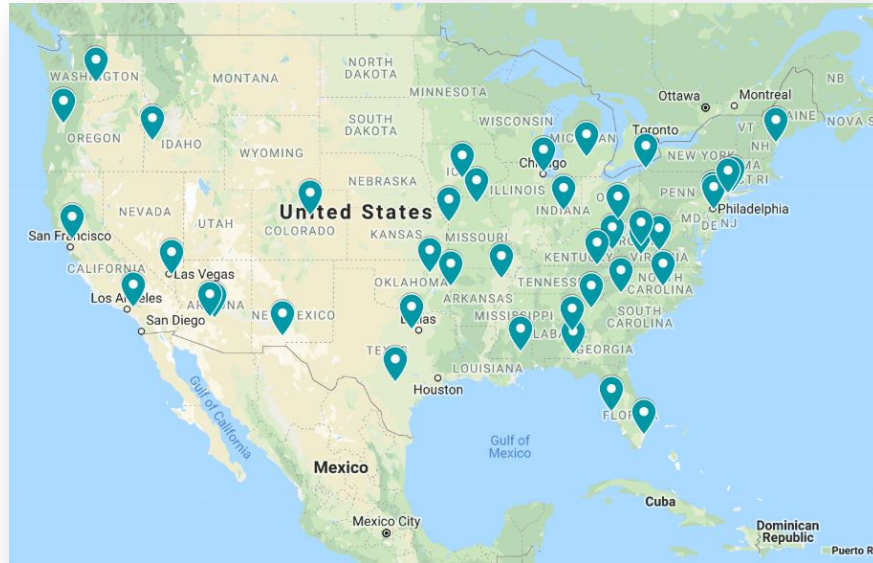 WASHINGTON
MONTANA
NORTH
DAKOTA
MINNESOTA
Ottawa
Montreal
NB
MAINE
NOVA S
OREGON
IDAHO
SOUTH
DAKOTA
WISCONSIN
MICHIGAN
Toronto
VT
NH
WYOMING
Chicago
NEW YORK
MA
CT
RI
NEBRASKA
ILLINOIS
INDIANA
PENN
NEVADA
UTAH
United States
COLORADO
KANSAS
MISSOURI
MD
DE
NJ
Philadelphia
San Francisco
CALIFORNIA
Las Vegas
KENTUCKY
VIRGINIA
OKLAHOMA
TENNESSEE
NORTH
CAROLINA
Los Angeles
ARIZONA
NEW MEXICO
ARKANSAS
MISSISSIPPI
SOUTH
CAROLINA
San Diego
Dallas
ALABAMA
GEORGIA
TEXAS
LOUISIANA
Houston
FLORIDA
Gulf of California
Gulf of
Mexico
Mexico
Cuba
Mexico City
Dominican
Republic
Puerto R